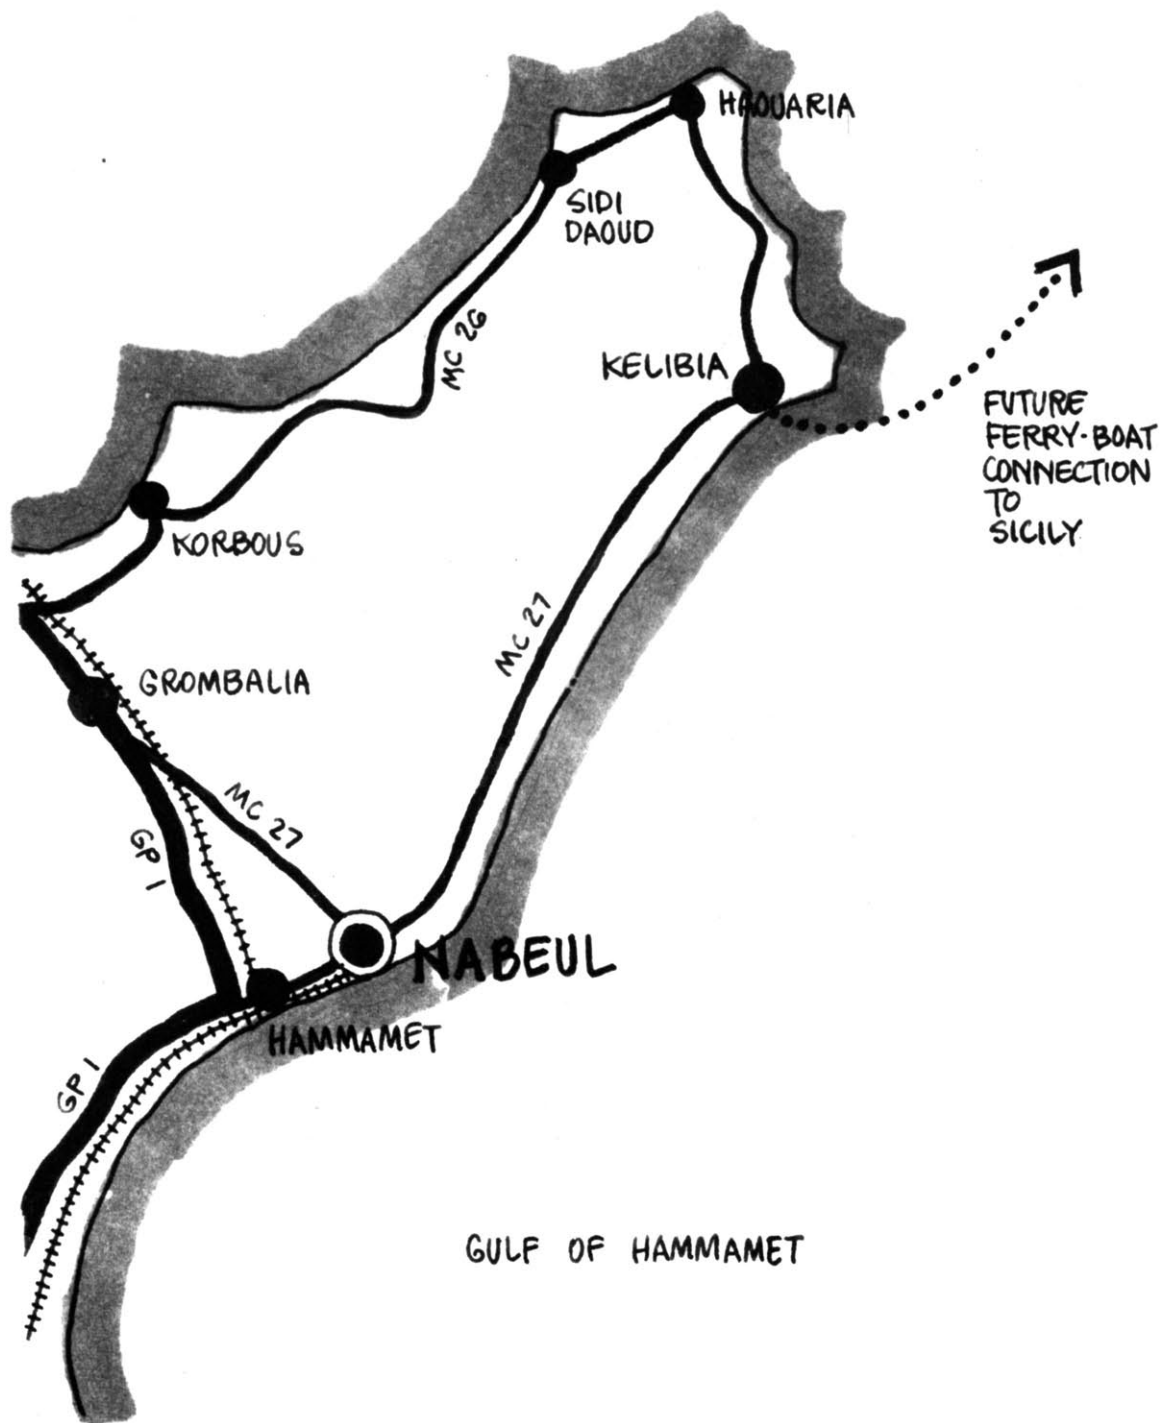 HAOUARIA
SIDI
DAOUD
MC 26
KELIBIA
FUTURE
FERRY-BOAT
CONNECTION
TO
SICILY
KORBOUS
MC 27
GROMBALIA
MC 27
GP 1
NABEUL
HAMMAMET
GP 1
GULF OF HAMMAMET